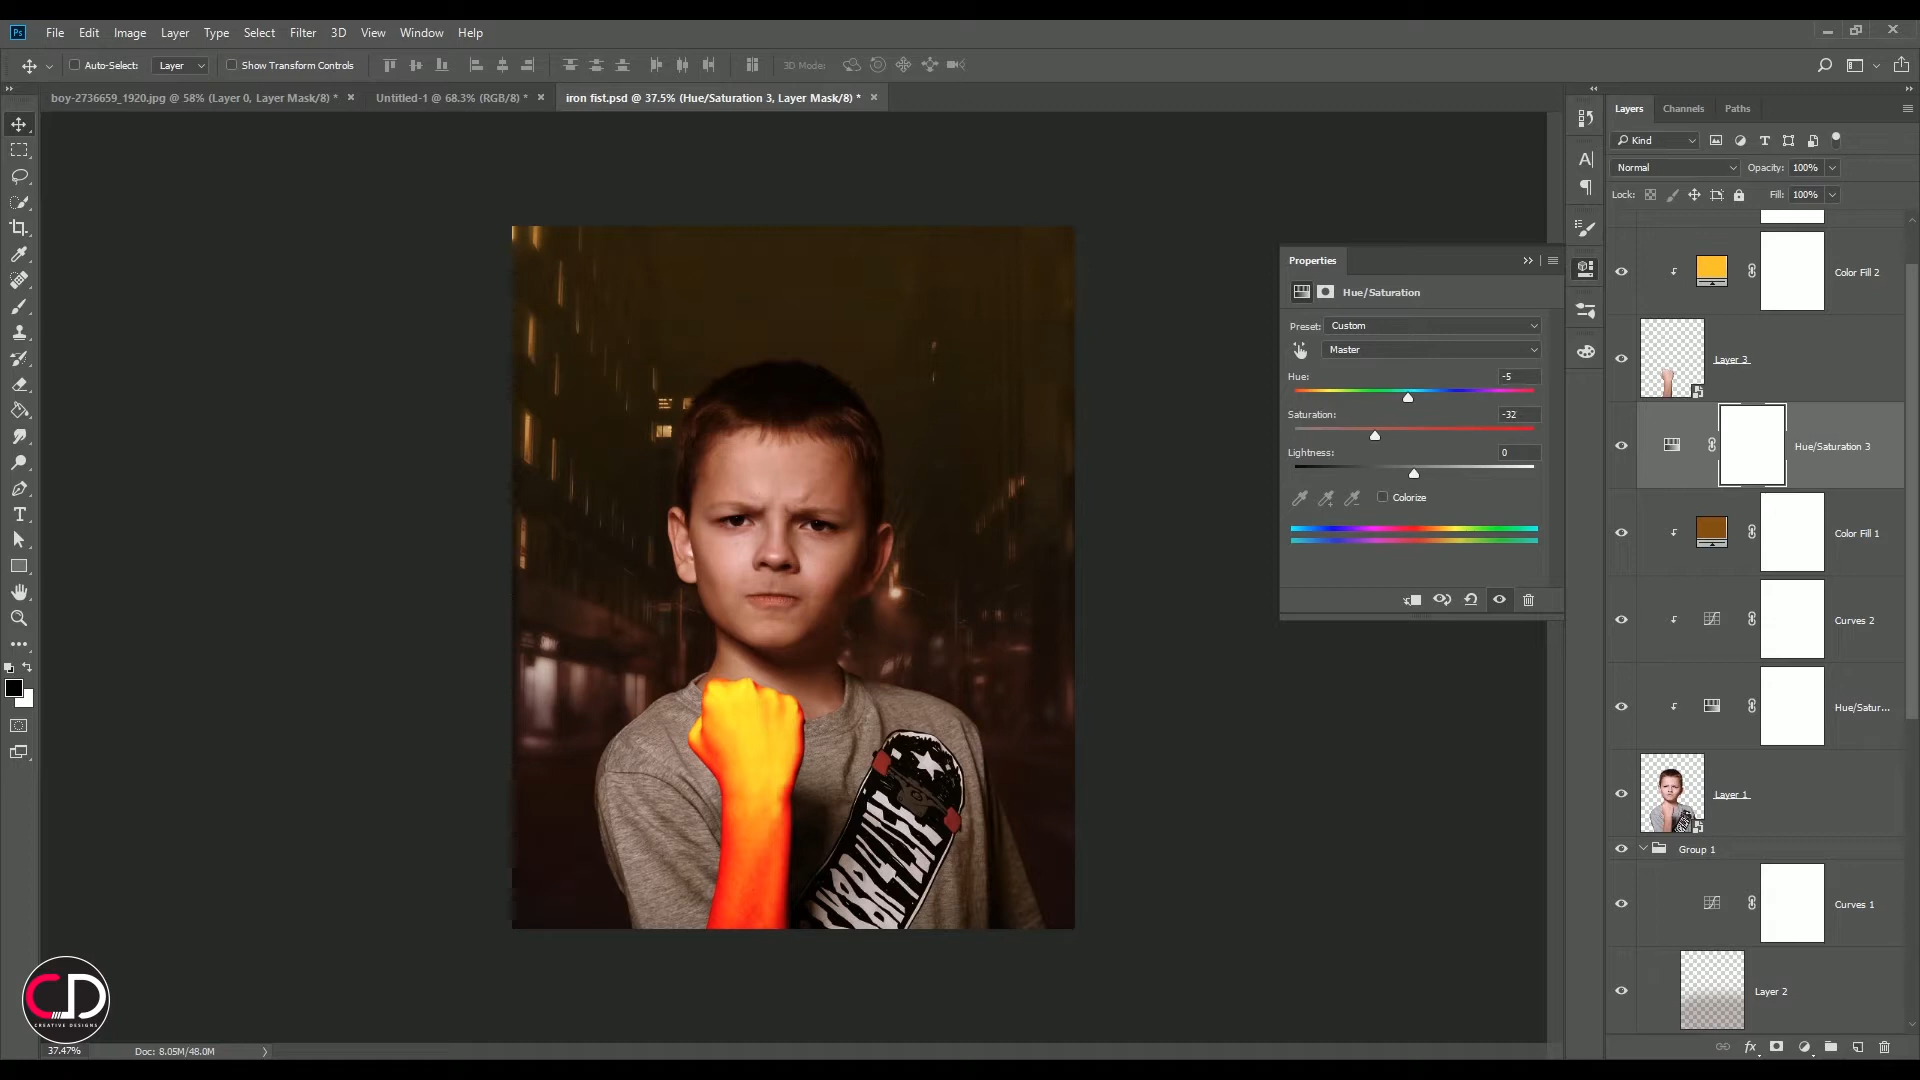 Ps File Edit Image Layer Type Select Filter 3D View Window Help
Auto-Select: Layer Show Transform Controls 3D Mode:
boy-2736659_1920.jpg @ 58% (Layer 0, Layer Mask/8) * × Untitled-1 @ 68.3% (RGB/8) * × iron fist.psd @ 37.5% (Hue/Saturation 3, Layer Mask/8) * ×
Layers Channels Paths
Kind
Normal Opacity: 100%
Lock: Fill: 100%
Color Fill 2
Layer 3
Hue/Saturation 3
Color Fill 1
Curves 2
Hue/Satur...
Layer 1
Group 1
Curves 1
Layer 2
Properties
Hue/Saturation
Preset: Custom
Master
Hue: -5
Saturation: -32
Lightness: 0
Colorize
CD
CREATIVE DESIGNS
37.47% Doc: 8.05M/48.0M